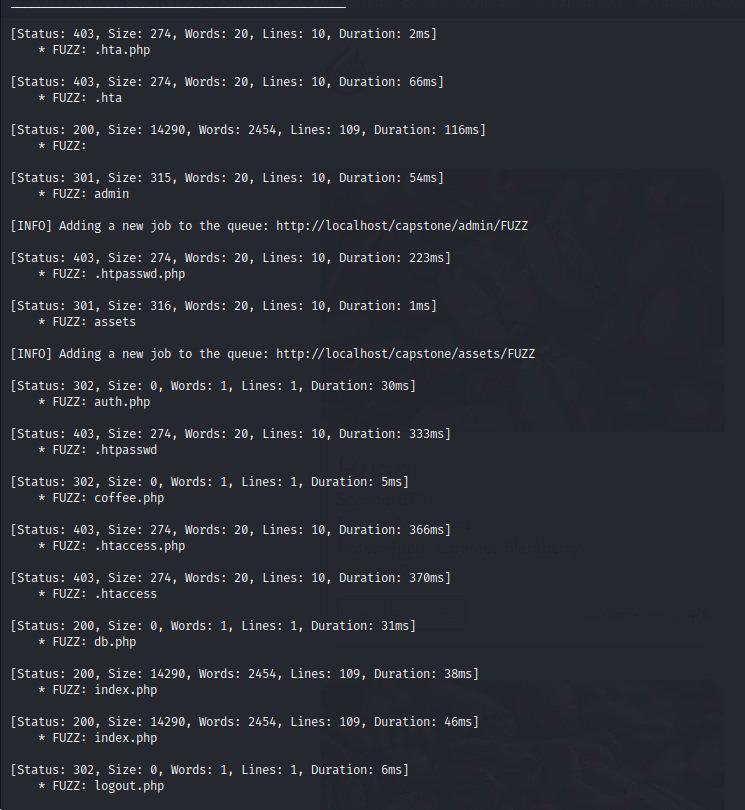 [Status: 403, Size: 274, Words: 20, Lines: 10, Duration: 2ms]
* FUZZ: .hta.php
[Status: 403, Size: 274, Words: 20, Lines: 10, Duration: 66ms]
* FUZZ: .hta
[Status: 200, Size: 14290, Words: 2454, Lines: 109, Duration: 116ms]
* FUZZ:
[Status: 301, Size: 315, Words: 20, Lines: 10, Duration: 54ms]
* FUZZ: admin
[INFO] Adding a new job to the queue: http://localhost/capstone/admin/FUZZ
[Status: 403, Size: 274, Words: 20, Lines: 10, Duration: 223ms]
* FUZZ: .htpasswd.php
[Status: 301, Size: 316, Words: 20, Lines: 10, Duration: 1ms]
* FUZZ: assets
[INFO] Adding a new job to the queue: http://localhost/capstone/assets/FUZZ
[Status: 302, Size: 0, Words: 1, Lines: 1, Duration: 30ms]
* FUZZ: auth.php
[Status: 403, Size: 274, Words: 20, Lines: 10, Duration: 333ms]
* FUZZ: .htpasswd
[Status: 302, Size: 0, Words: 1, Lines: 1, Duration: 5ms]
* FUZZ: coffee.php
[Status: 403, Size: 274, Words: 20, Lines: 10, Duration: 366ms]
* FUZZ: .htaccess.php
[Status: 403, Size: 274, Words: 20, Lines: 10, Duration: 370ms]
* FUZZ: .htaccess
[Status: 200, Size: 0, Words: 1, Lines: 1, Duration: 31ms]
* FUZZ: db.php
[Status: 200, Size: 14290, Words: 2454, Lines: 109, Duration: 38ms]
* FUZZ: index.php
[Status: 200, Size: 14290, Words: 2454, Lines: 109, Duration: 46ms]
* FUZZ: index.php
[Status: 302, Size: 0, Words: 1, Lines: 1, Duration: 6ms]
* FUZZ: logout.php